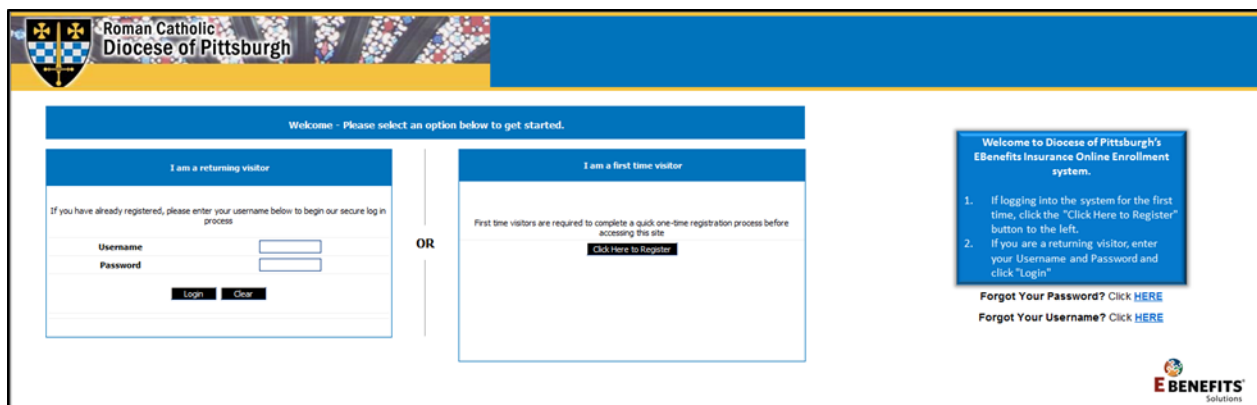 Roman Catholic
Diocese of Pittsburgh
Welcome - Please select an option below to get started.
I am a returning visitor
If you have already registered, please enter your username below to begin our secure log in
process
Username
Password
Login Clear
OR
I am a first time visitor
First time visitors are required to complete a quick one-time registration process before
accessing this site
Click Here to Register
Welcome to Diocese of Pittsburgh's
EBenefits Insurance Online Enrollment
system.
1. If logging into the system for the first
time, click the "Click Here to Register"
button to the left.
2. If you are a returning visitor, enter
your Username and Password and
click "Login"
Forgot Your Password? Click HERE
Forgot Your Username? Click HERE
E BENEFITS
Solutions